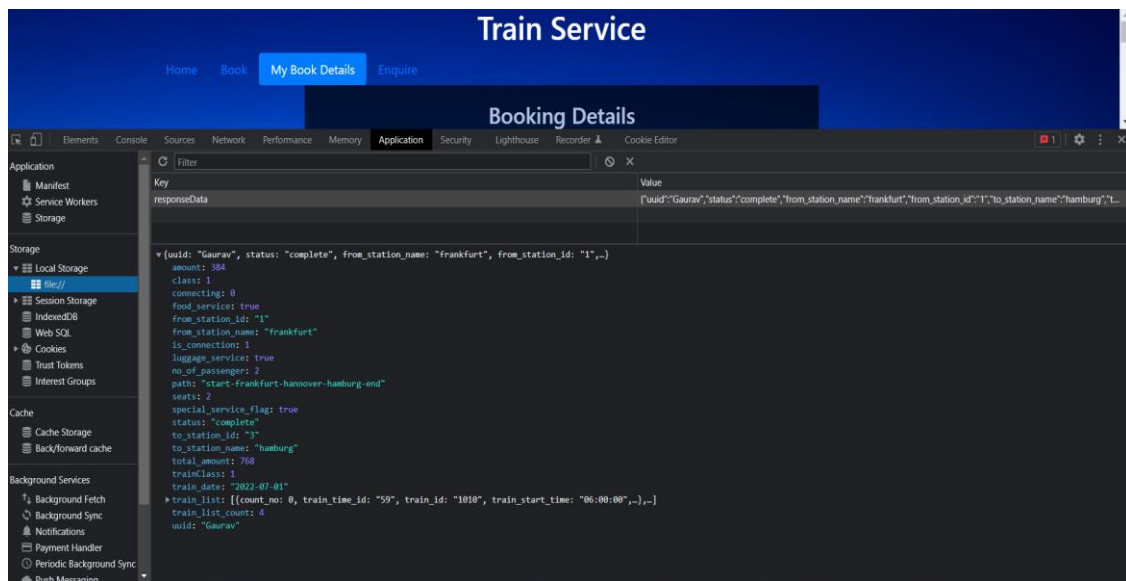 Train Service
Home Book My Book Details Enquire
Booking Details
Elements Console Sources Network Performance Memory Application Security Lighthouse Recorder Cookie Editor 1
Application
Manifest
Service Workers
Storage
Storage
Local Storage
file://
Session Storage
IndexedDB
Web SQL
Cookies
Trust Tokens
Interest Groups
Cache
Cache Storage
Back/forward cache
Background Services
Background Fetch
Background Sync
Notifications
Payment Handler
Periodic Background Sync
Push Messaging
Filter
Key Value
responseData {"uuid":"Gaurav","status":"complete","from_station_name":"frankfurt","from_station_id":"1","to_station_name":"hamburg","t...
{uuid: "Gaurav", status: "complete", from_station_name: "frankfurt", from_station_id: "1",…}
amount: 384
class: 1
connecting: 0
food_service: true
from_station_id: "1"
from_station_name: "frankfurt"
is_connection: 1
luggage_service: true
no_of_passenger: 2
path: "start-frankfurt-hannover-hamburg-end"
seats: 2
special_service_flag: true
status: "complete"
to_station_id: "3"
to_station_name: "hamburg"
total_amount: 768
trainClass: 1
train_date: "2022-07-01"
train_list: [{count_no: 0, train_time_id: "59", train_id: "1010", train_start_time: "06:00:00",…},…]
train_list_count: 4
uuid: "Gaurav"